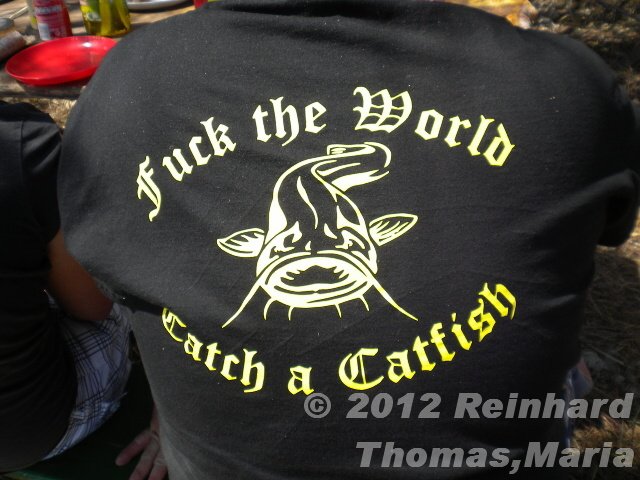 Fuck the World
Catch a Catfish
© 2012 Reinhard
Thomas,Maria